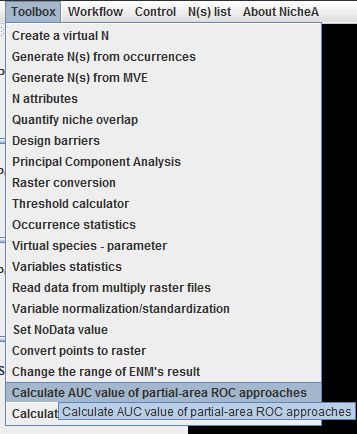 Toolbox Workflow Control N(s) list About NicheA
Create a virtual N
Generate N(s) from occurrences
Generate N(s) from MVE
N attributes
Quantify niche overlap
Design barriers
Principal Component Analysis
Raster conversion
Threshold calculator
Occurrence statistics
Virtual species - parameter
Variables statistics
Read data from multiply raster files
Variable normalization/standardization
Set NoData value
Convert points to raster
Change the range of ENM's result
Calculate AUC value of partial-area ROC approaches
Calculate AUC value of partial-area ROC approaches